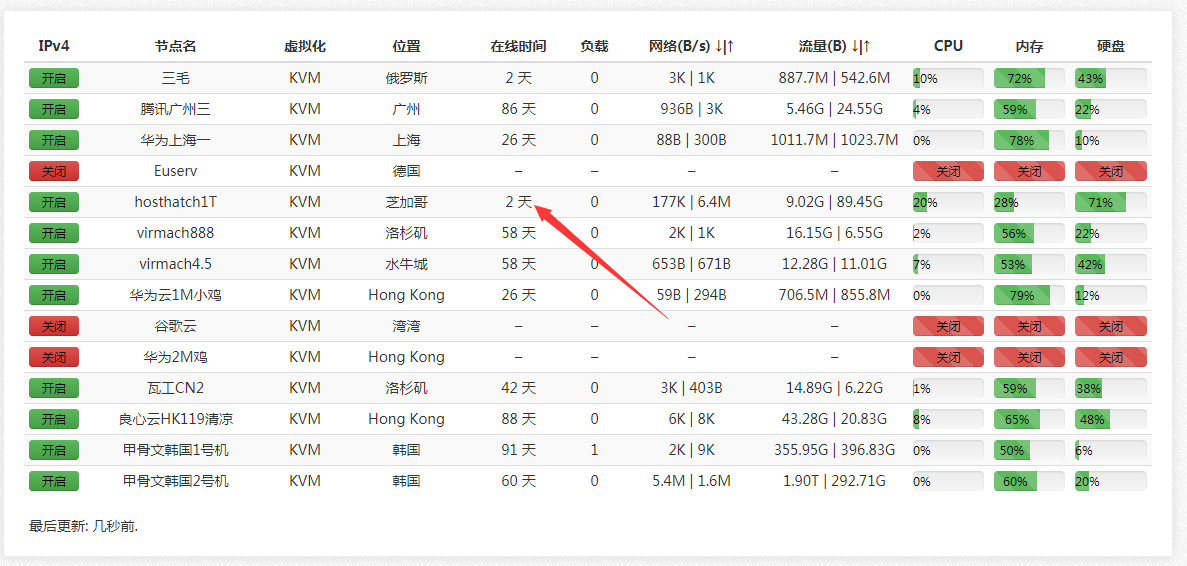 IPv4 节点名 虚拟化 位置 在线时间 负载 网络(B/s) ↓|↑ 流量(B) ↓|↑ CPU 内存 硬盘
开启 三毛 KVM 俄罗斯 2 天 0 3K | 1K 887.7M | 542.6M 10% 72% 43%
开启 腾讯广州三 KVM 广州 86 天 0 936B | 3K 5.46G | 24.55G 4% 59% 22%
开启 华为上海一 KVM 上海 26 天 0 88B | 300B 1011.7M | 1023.7M 0% 78% 10%
关闭 Euserv KVM 德国 – – – – 关闭 关闭 关闭
开启 hosthatch1T KVM 芝加哥 2 天 0 177K | 6.4M 9.02G | 89.45G 20% 28% 71%
开启 virmach888 KVM 洛杉矶 58 天 0 2K | 1K 16.15G | 6.55G 2% 56% 22%
开启 virmach4.5 KVM 水牛城 58 天 0 653B | 671B 12.28G | 11.01G 7% 53% 42%
开启 华为云1M小鸡 KVM Hong Kong 26 天 0 59B | 294B 706.5M | 855.8M 0% 79% 12%
关闭 谷歌云 KVM 湾湾 – – – – 关闭 关闭 关闭
关闭 华为2M鸡 KVM Hong Kong – – – – 关闭 关闭 关闭
开启 瓦工CN2 KVM 洛杉矶 42 天 0 3K | 403B 14.89G | 6.22G 1% 59% 38%
开启 良心云HK119清凉 KVM Hong Kong 88 天 0 6K | 8K 43.28G | 20.83G 8% 65% 48%
开启 甲骨文韩国1号机 KVM 韩国 91 天 1 2K | 9K 355.95G | 396.83G 0% 50% 6%
开启 甲骨文韩国2号机 KVM 韩国 60 天 0 5.4M | 1.6M 1.90T | 292.71G 0% 60% 20%
最后更新: 几秒前.